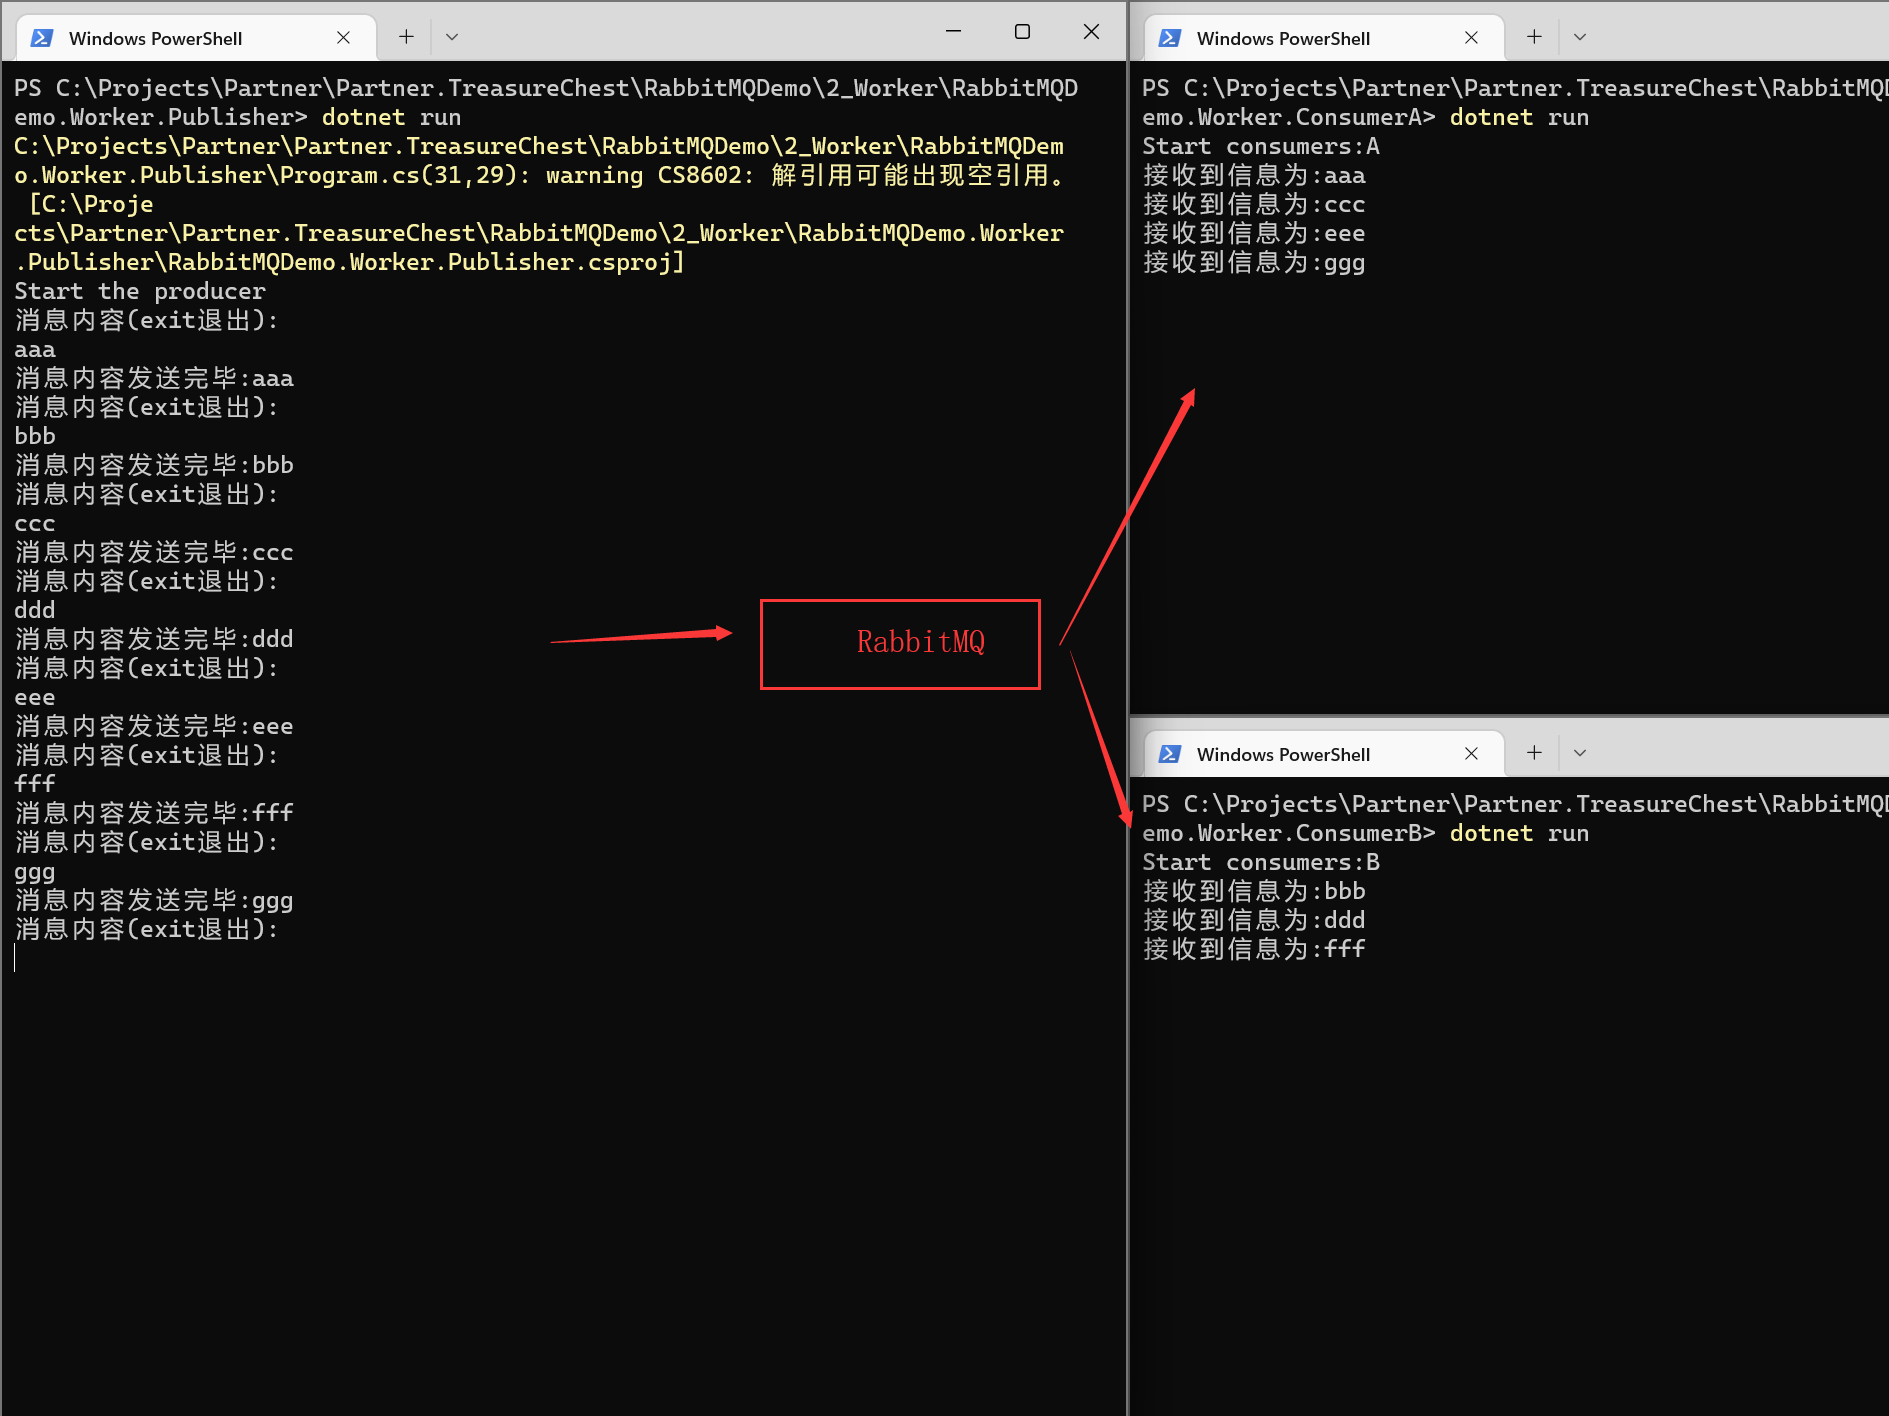 Windows PowerShell
PS C:\Projects\Partner\Partner.TreasureChest\RabbitMQDemo\2_Worker\RabbitMQD
emo.Worker.Publisher> dotnet run
C:\Projects\Partner\Partner.TreasureChest\RabbitMQDemo\2_Worker\RabbitMQDem
o.Worker.Publisher\Program.cs(31,29): warning CS8602: 解引用可能出现空引用。
[C:\Proje
cts\Partner\Partner.TreasureChest\RabbitMQDemo\2_Worker\RabbitMQDemo.Worker
.Publisher\RabbitMQDemo.Worker.Publisher.csproj]
Start the producer
消息内容(exit退出):
aaa
消息内容发送完毕:aaa
消息内容(exit退出):
bbb
消息内容发送完毕:bbb
消息内容(exit退出):
ccc
消息内容发送完毕:ccc
消息内容(exit退出):
ddd
消息内容发送完毕:ddd
消息内容(exit退出):
eee
消息内容发送完毕:eee
消息内容(exit退出):
fff
消息内容发送完毕:fff
消息内容(exit退出):
ggg
消息内容发送完毕:ggg
消息内容(exit退出):
RabbitMQ
Windows PowerShell
PS C:\Projects\Partner\Partner.TreasureChest\RabbitMQD
emo.Worker.ConsumerA> dotnet run
Start consumers:A
接收到信息为:aaa
接收到信息为:ccc
接收到信息为:eee
接收到信息为:ggg
Windows PowerShell
PS C:\Projects\Partner\Partner.TreasureChest\RabbitMQD
emo.Worker.ConsumerB> dotnet run
Start consumers:B
接收到信息为:bbb
接收到信息为:ddd
接收到信息为:fff